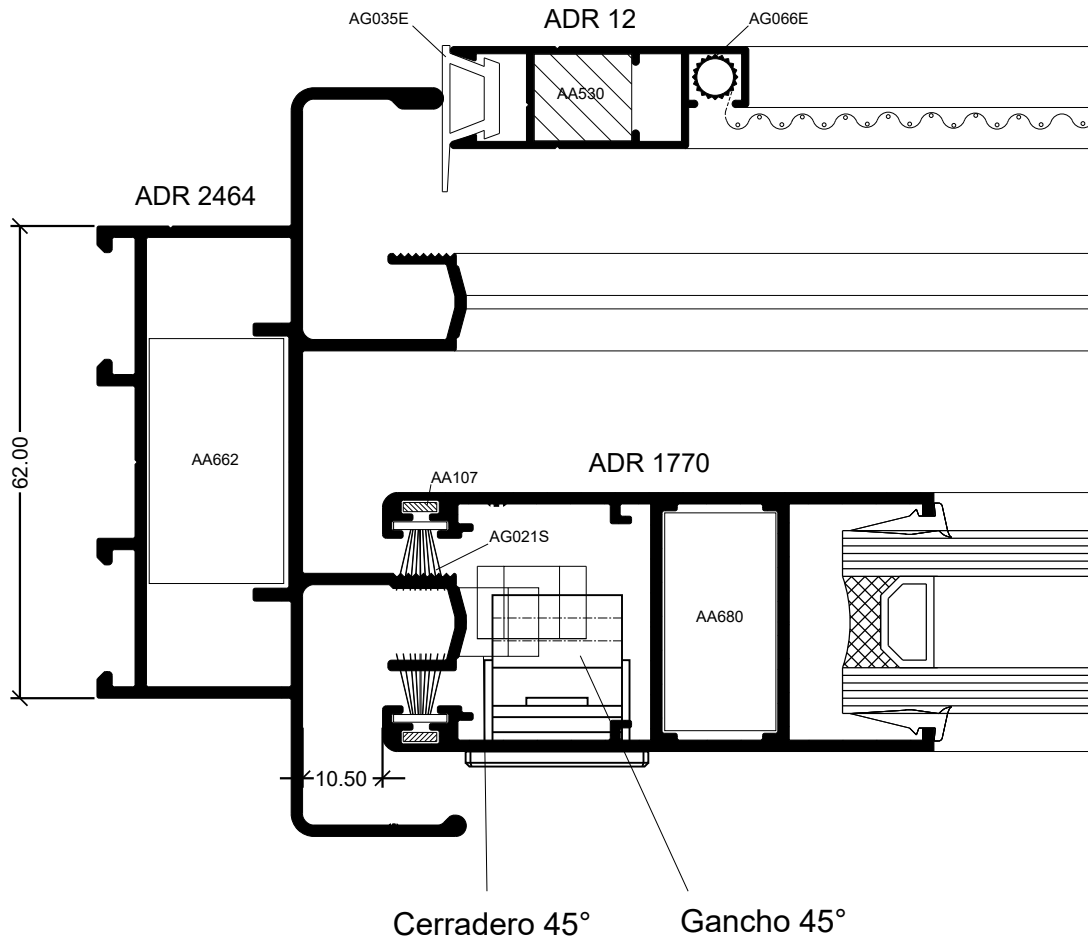 AG035E
ADR 12
AG066E
AA530
ADR 2464
62.00
AA662
ADR 1770
AA107
AG021S
AA680
10.50
Cerradero 45°
Gancho 45°